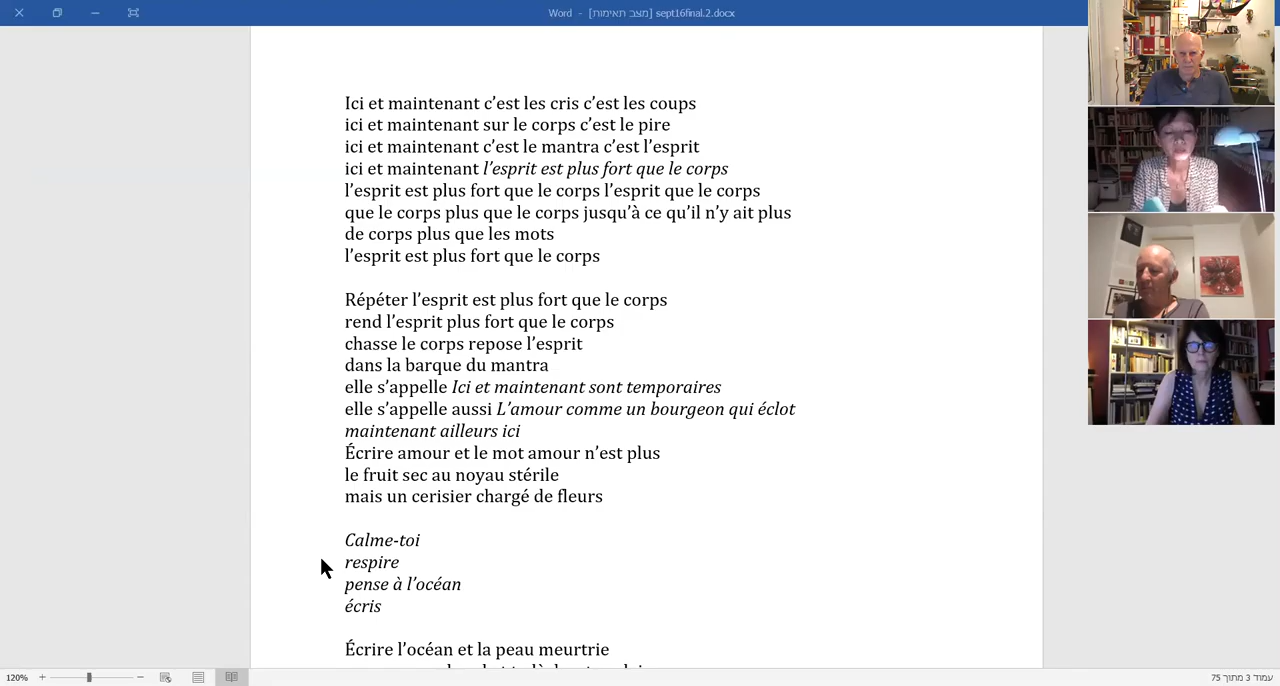 Word - [מצב תאימות] sept16final.2.docx
Ici et maintenant c’est les cris c’est les coups
ici et maintenant sur le corps c’est le pire
ici et maintenant c’est le mantra c’est l’esprit
ici et maintenant l’esprit est plus fort que le corps
l’esprit est plus fort que le corps l’esprit que le corps
que le corps plus que le corps jusqu’à ce qu’il n’y ait plus
de corps plus que les mots
l’esprit est plus fort que le corps
Répéter l’esprit est plus fort que le corps
rend l’esprit plus fort que le corps
chasse le corps repose l’esprit
dans la barque du mantra
elle s’appelle Ici et maintenant sont temporaires
elle s’appelle aussi L’amour comme un bourgeon qui éclot
maintenant ailleurs ici
Écrire amour et le mot amour n’est plus
le fruit sec au noyau stérile
mais un cerisier chargé de fleurs
Calme-toi
respire
pense à l’océan
écris
Écrire l’océan et la peau meurtrie
120%
עמוד 3 מתוך 75